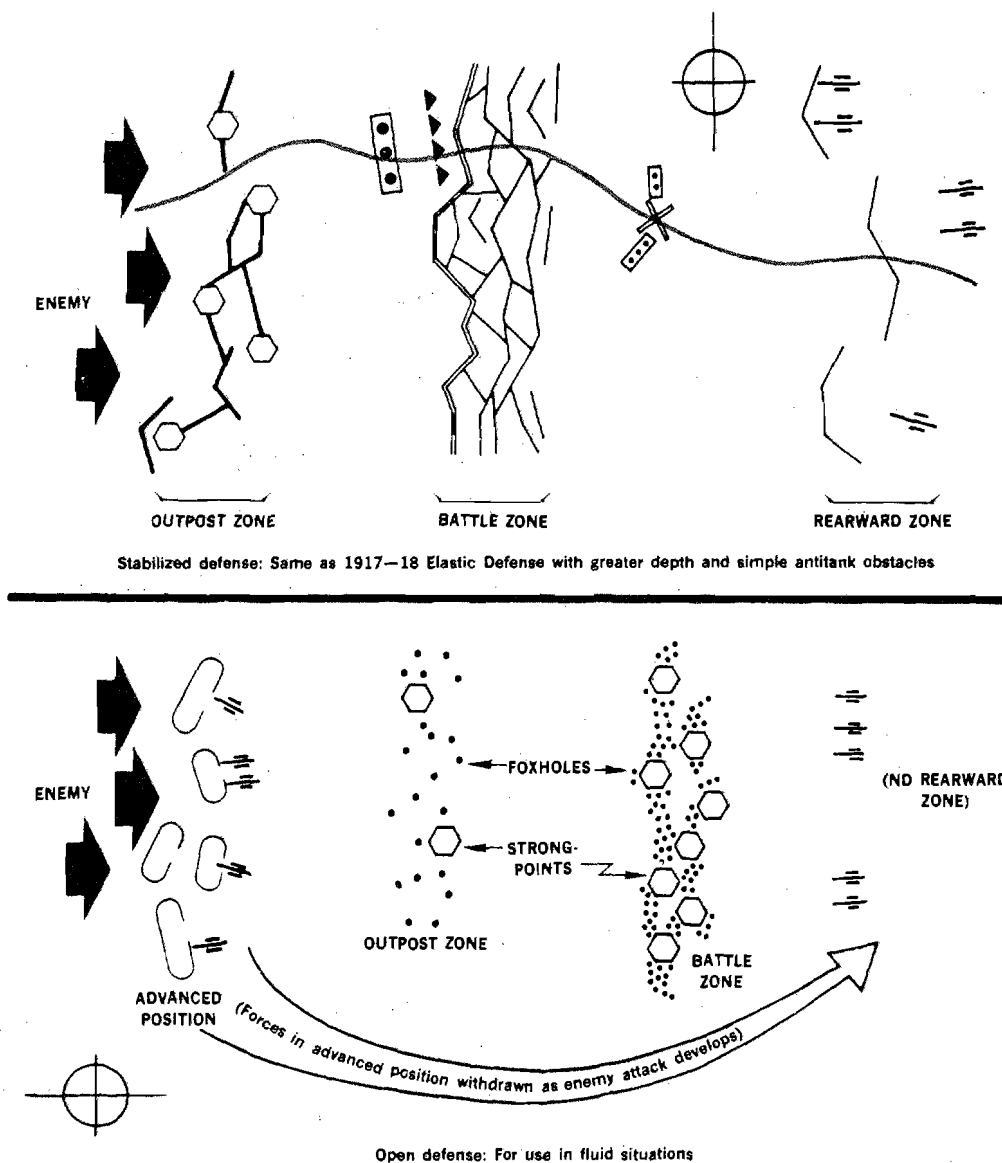 ENEMY
OUTPOST ZONE
BATTLE ZONE
REARWARD ZONE
Stabilized defense: Same as 1917—18 Elastic Defense with greater depth and simple antitank obstacles
ENEMY
FOXHOLES
(NO REARWARD
ZONE)
STRONG-
POINTS
OUTPOST ZONE
BATTLE
ZONE
ADVANCED
POSITION
(Forces in advanced position withdrawn as enemy attack develops)
Open defense: For use in fluid situations